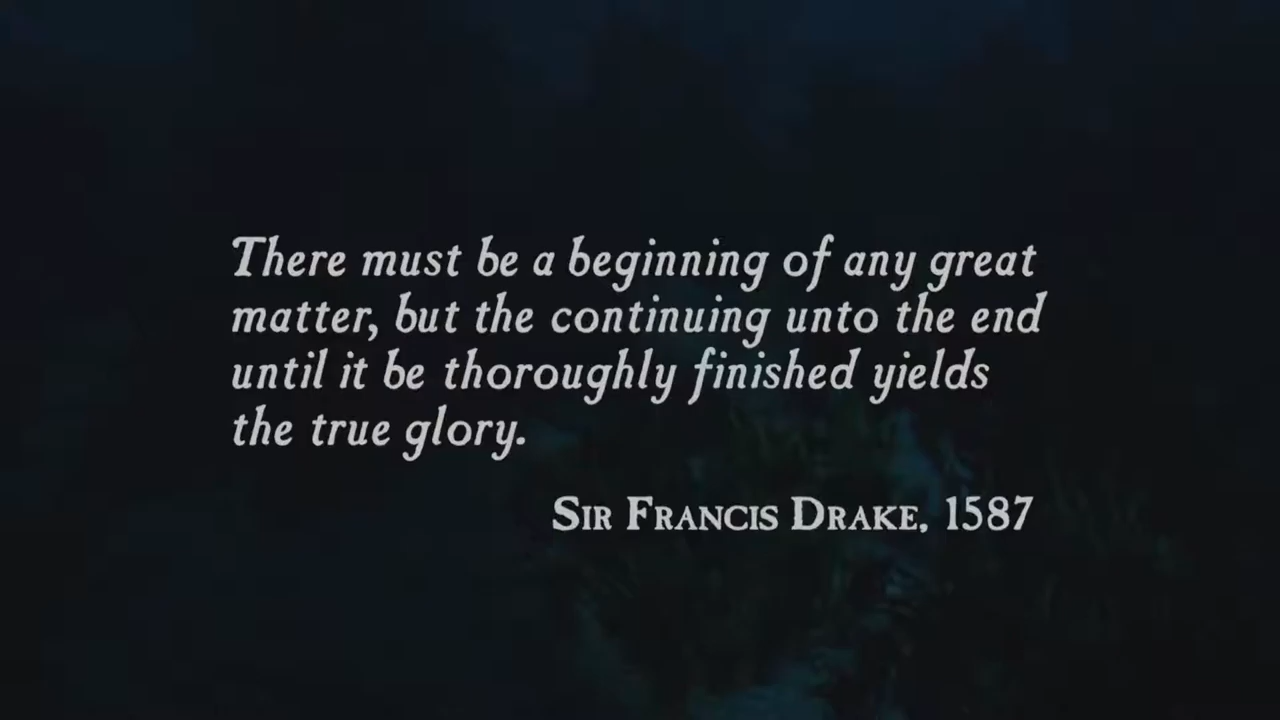 There must be a beginning of any great
matter, but the continuing unto the end
until it be thoroughly finished yields
the true glory.
Sir Francis Drake, 1587